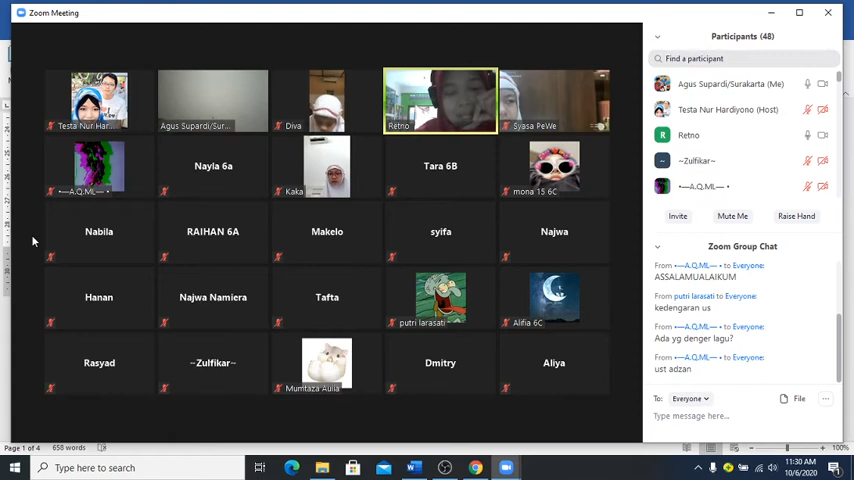 Zoom Meeting
Testa Nur Har...
Agus Supardi/Sur...
Diva
Retno
Syasa PeWe
•—A.Q.ML— •
Nayla 6a
Kaka
Tara 6B
mona 15 6C
Nabila
RAIHAN 6A
Makelo
syifa
Najwa
Hanan
Najwa Namiera
Tafta
putri larasati
Alifia 6C
Rasyad
~Zulfikar~
Mumtaza Aulia
Dmitry
Aliya
Participants (48)
Find a participant
Agus Supardi/Surakarta (Me)
Testa Nur Hardiyono (Host)
R Retno
~Zulfikar~
•—A.Q.ML— •
Invite Mute Me Raise Hand
Zoom Group Chat
From •—A.Q.ML— • to Everyone:
ASSALAMUALAIKUM
From putri larasati to Everyone:
kedengaran us
From •—A.Q.ML— • to Everyone:
Ada yg denger lagu?
From •—A.Q.ML— • to Everyone:
ust adzan
To: Everyone File ...
Type message here...
Page 1 of 4 658 words 100%
Type here to search
11:30 AM
10/6/2020